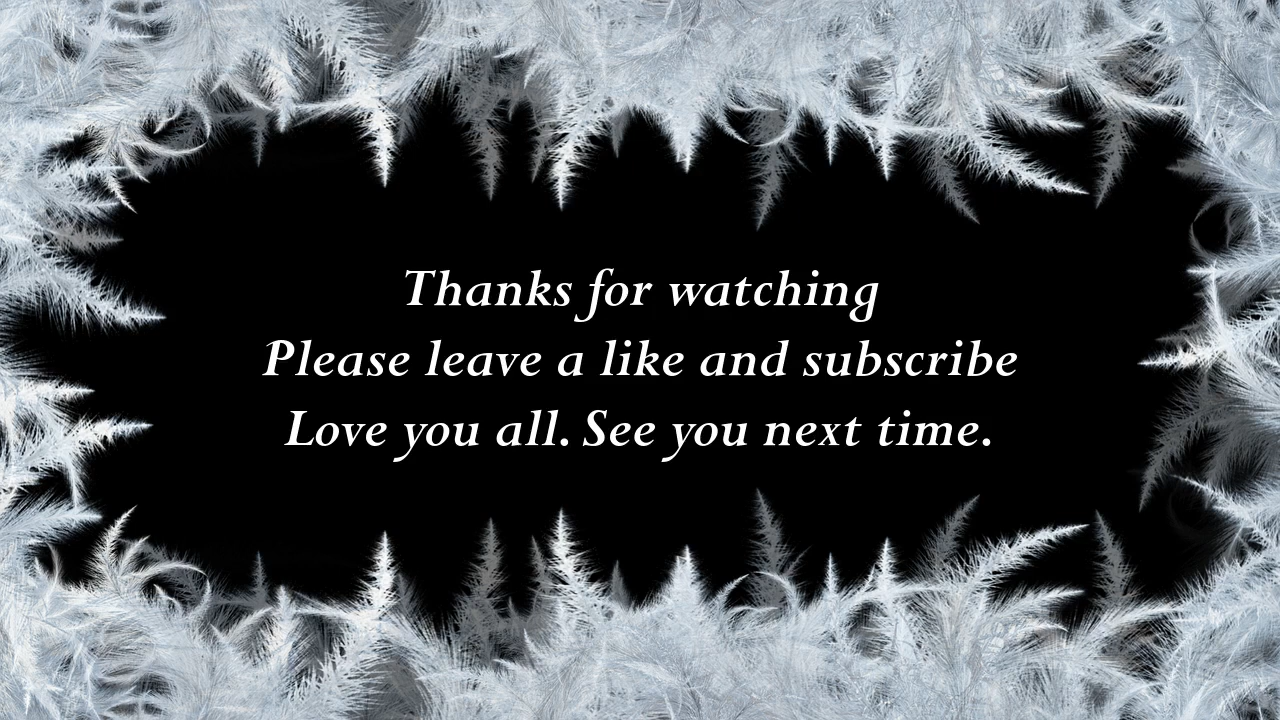 Thanks for watching
Please leave a like and subscribe
Love you all. See you next time.